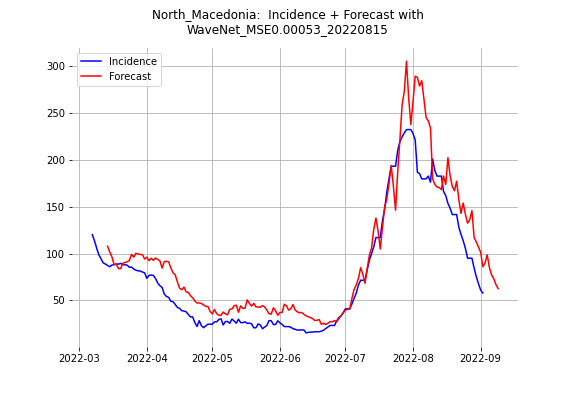 North_Macedonia:  Incidence + Forecast with
WaveNet_MSE0.00053_20220815
Incidence
Forecast
300
250
200
150
100
50
2022-03 2022-04 2022-05 2022-06 2022-07 2022-08 2022-09